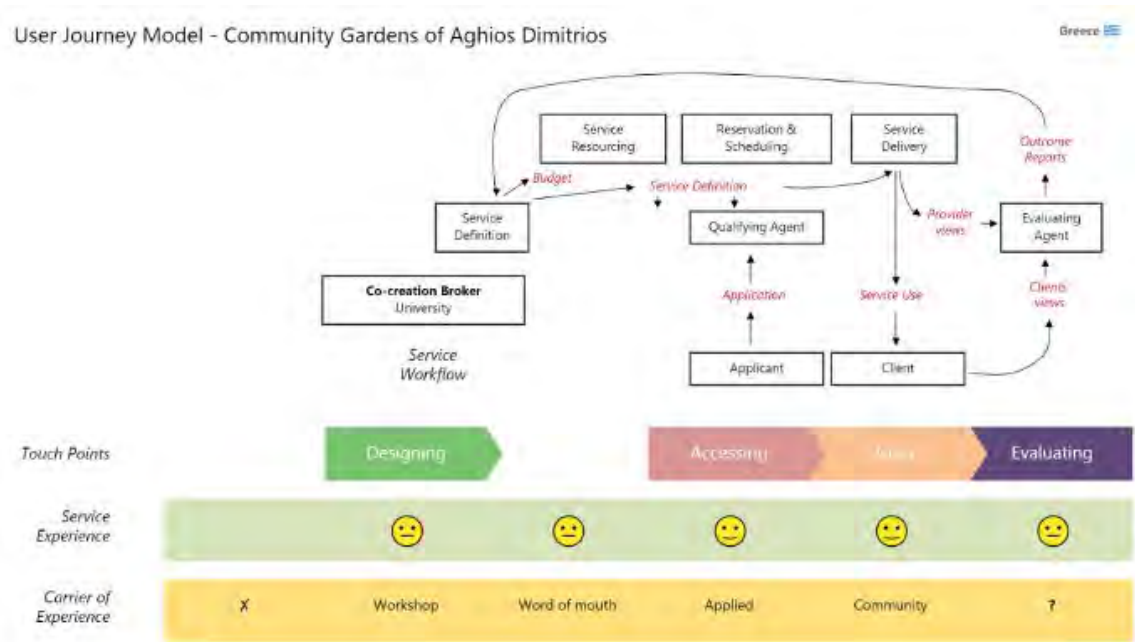 User Journey Model - Community Gardens of Aghios Dimitrios
Greece
Service
Resourcing
Reservation &
Scheduling
Service
Delivery
Outcome
Reports
Budget
Service Definition
Service
Definition
Qualifying Agent
Provider
views
Evaluating
Agent
Co-creation Broker
University
Application
Service Use
Clients
views
Service
Workflow
Applicant
Client
Touch Points
Designing
Accessing
Evaluating
Service
Experience
Carrier of
Experience
X
Workshop
Word of mouth
Applied
Community
?